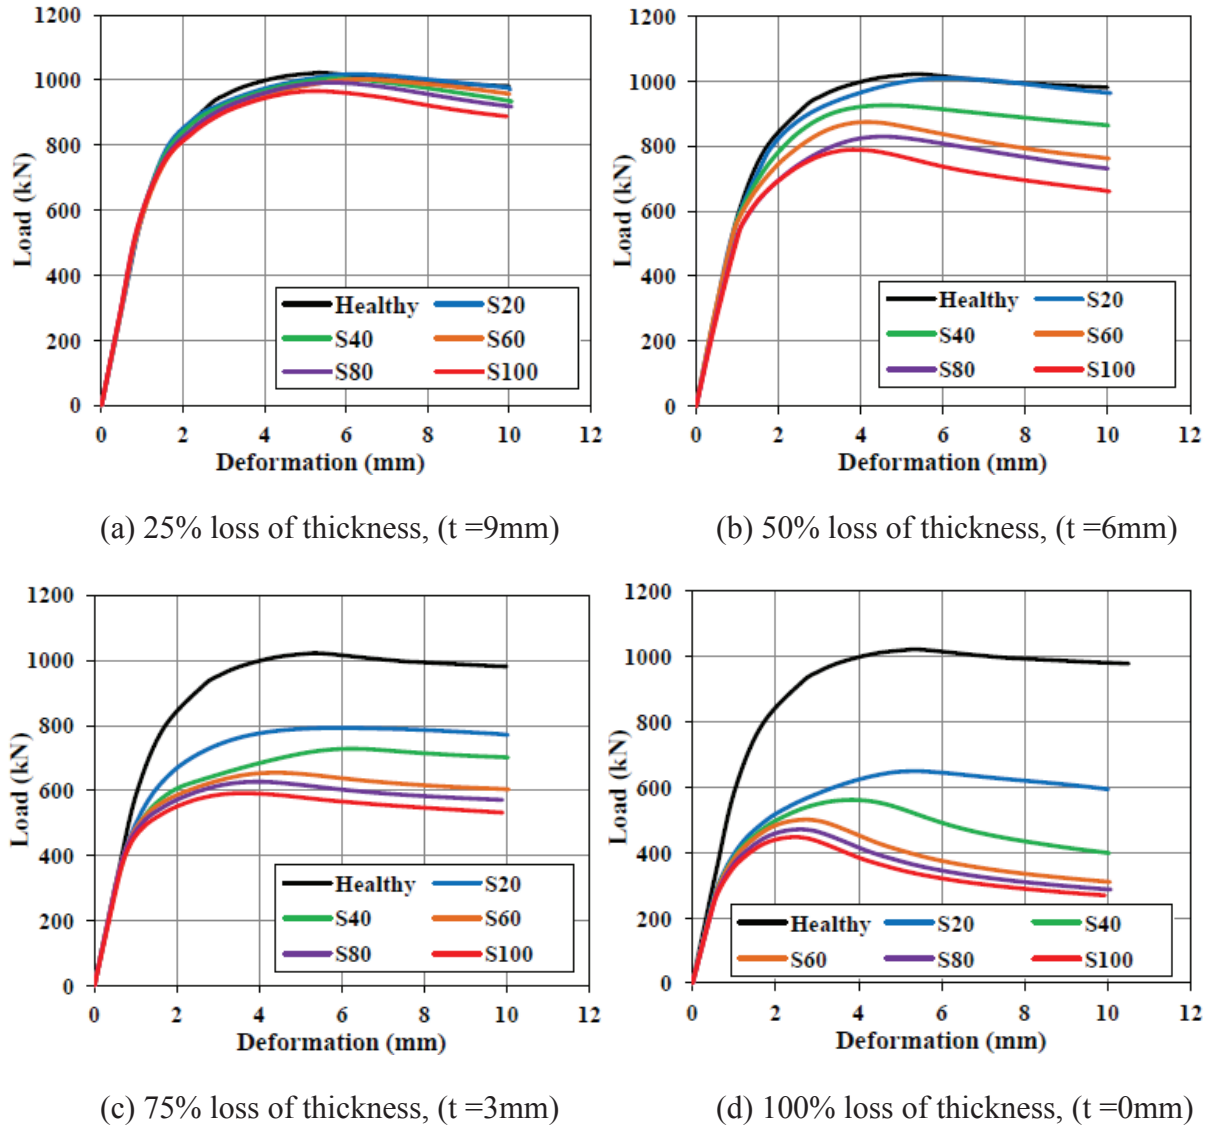 1200
1000
800
600
400
200
0
Load (kN)
Healthy S20
S40 S60
S80 S100
0 2 4 6 8 10 12
Deformation (mm)
(a) 25% loss of thickness, (t =9mm)
1200
1000
800
600
400
200
0
Load (kN)
Healthy S20
S40 S60
S80 S100
0 2 4 6 8 10 12
Deformation (mm)
(b) 50% loss of thickness, (t =6mm)
1200
1000
800
600
400
200
0
Load (kN)
Healthy S20
S40 S60
S80 S100
0 2 4 6 8 10 12
Deformation (mm)
(c) 75% loss of thickness, (t =3mm)
1200
1000
800
600
400
200
0
Load (kN)
Healthy S20 S40
S60 S80 S100
0 2 4 6 8 10 12
Deformation (mm)
(d) 100% loss of thickness, (t =0mm)